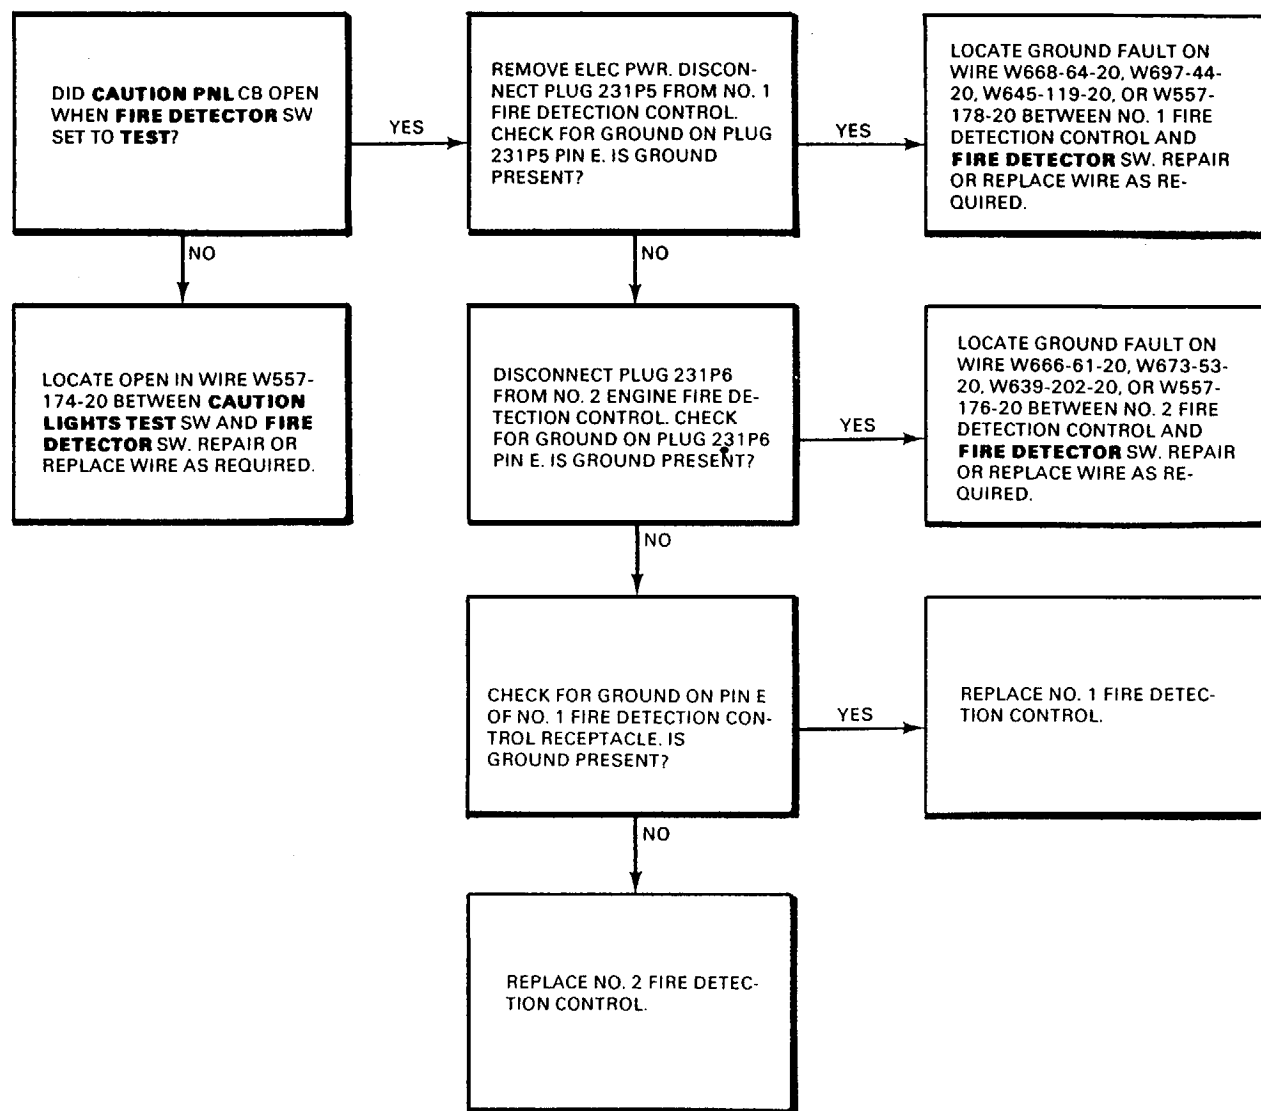 DID CAUTION PNL CB OPEN
WHEN FIRE DETECTOR SW
SET TO TEST?
YES
REMOVE ELEC PWR. DISCON-
NECT PLUG 231P5 FROM NO. 1
FIRE DETECTION CONTROL.
CHECK FOR GROUND ON PLUG
231P5 PIN E. IS GROUND
PRESENT?
YES
LOCATE GROUND FAULT ON
WIRE W668-64-20, W697-44-
20, W645-119-20, OR W557-
178-20 BETWEEN NO. 1 FIRE
DETECTION CONTROL AND
FIRE DETECTOR SW. REPAIR
OR REPLACE WIRE AS RE-
QUIRED.
NO
NO
LOCATE OPEN IN WIRE W557-
174-20 BETWEEN CAUTION
LIGHTS TEST SW AND FIRE
DETECTOR SW. REPAIR OR
REPLACE WIRE AS REQUIRED.
DISCONNECT PLUG 231P6
FROM NO. 2 ENGINE FIRE DE-
TECTION CONTROL. CHECK
FOR GROUND ON PLUG 231P6
PIN E. IS GROUND PRESENT?
YES
LOCATE GROUND FAULT ON
WIRE W666-61-20, W673-53-
20, W639-202-20, OR W557-
176-20 BETWEEN NO. 2 FIRE
DETECTION CONTROL AND
FIRE DETECTOR SW. REPAIR
OR REPLACE WIRE AS RE-
QUIRED.
NO
CHECK FOR GROUND ON PIN E
OF NO. 1 FIRE DETECTION CON-
TROL RECEPTACLE. IS
GROUND PRESENT?
YES
REPLACE NO. 1 FIRE DETEC-
TION CONTROL.
NO
REPLACE NO. 2 FIRE DETEC-
TION CONTROL.